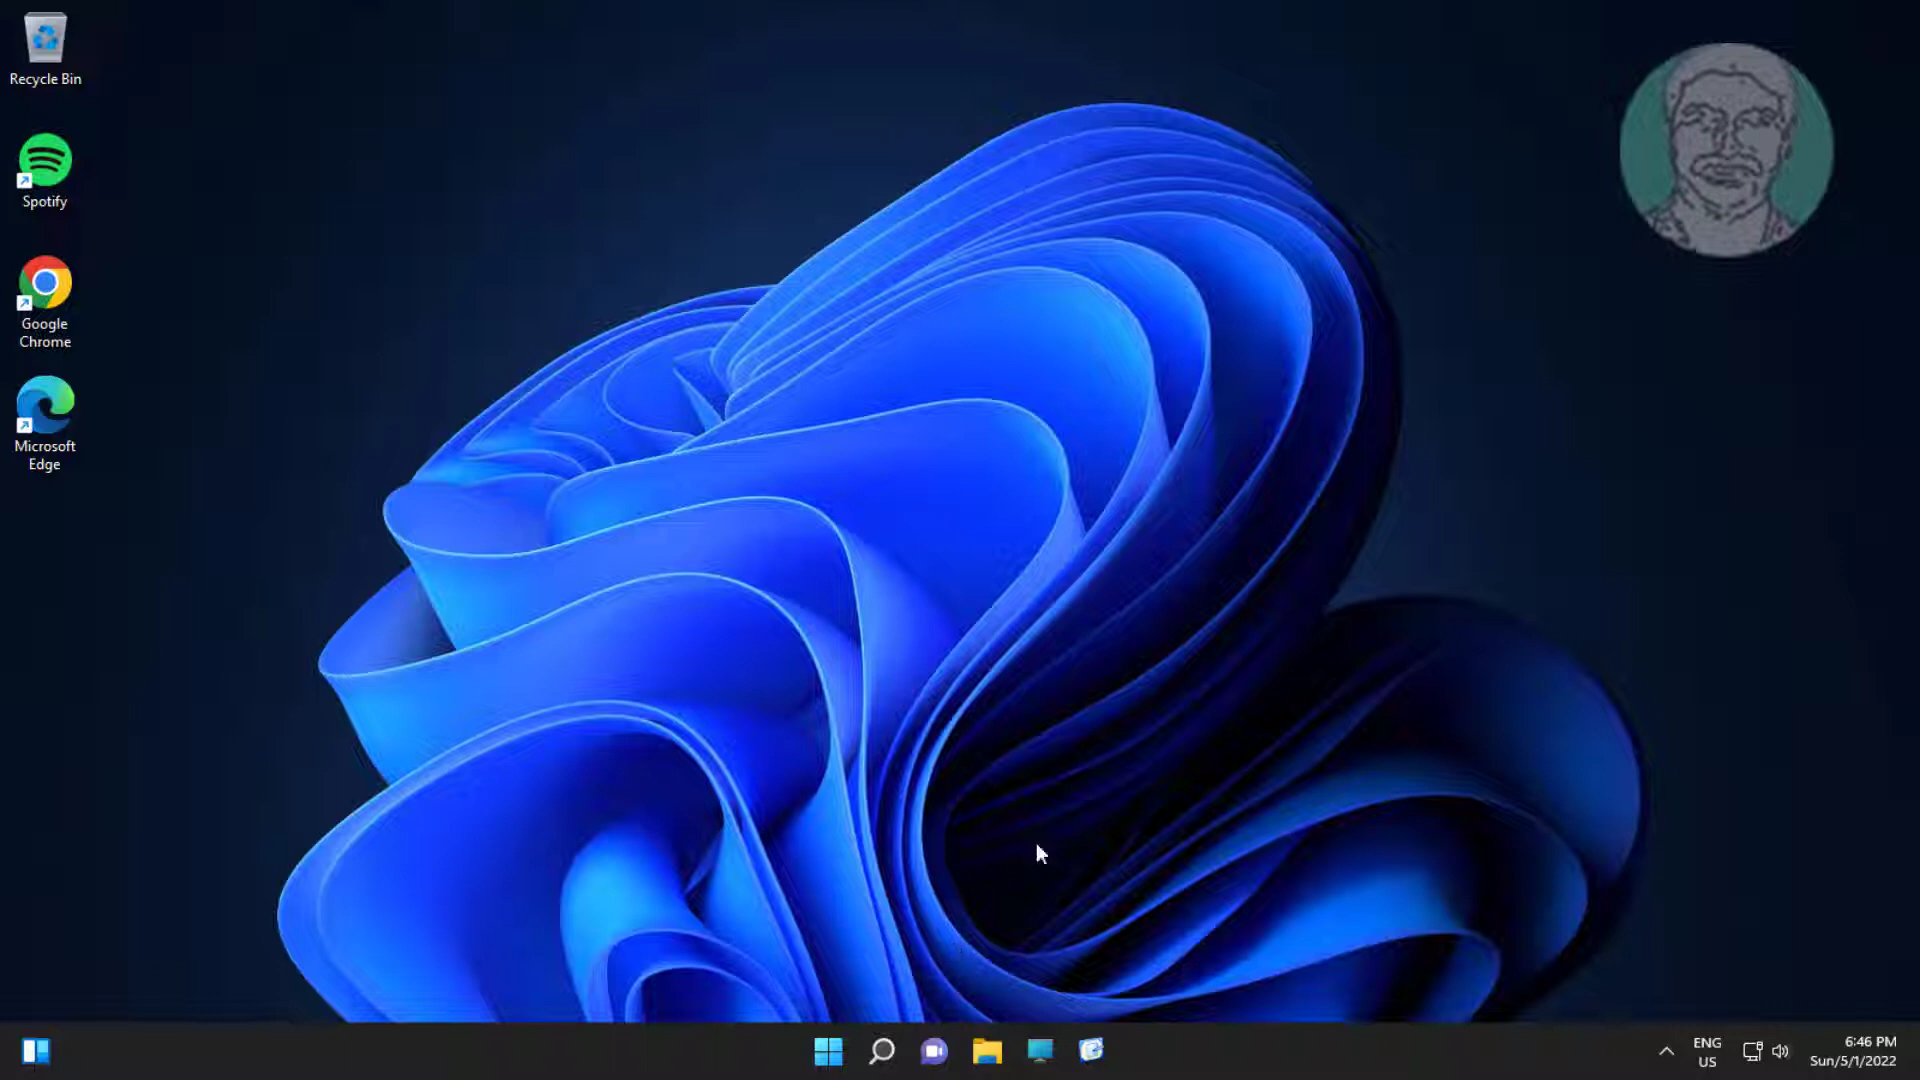 Recycle Bin
Spotify
Google
Chrome
Microsoft
Edge
ENG
US
6:46 PM
Sun/5/1/2022